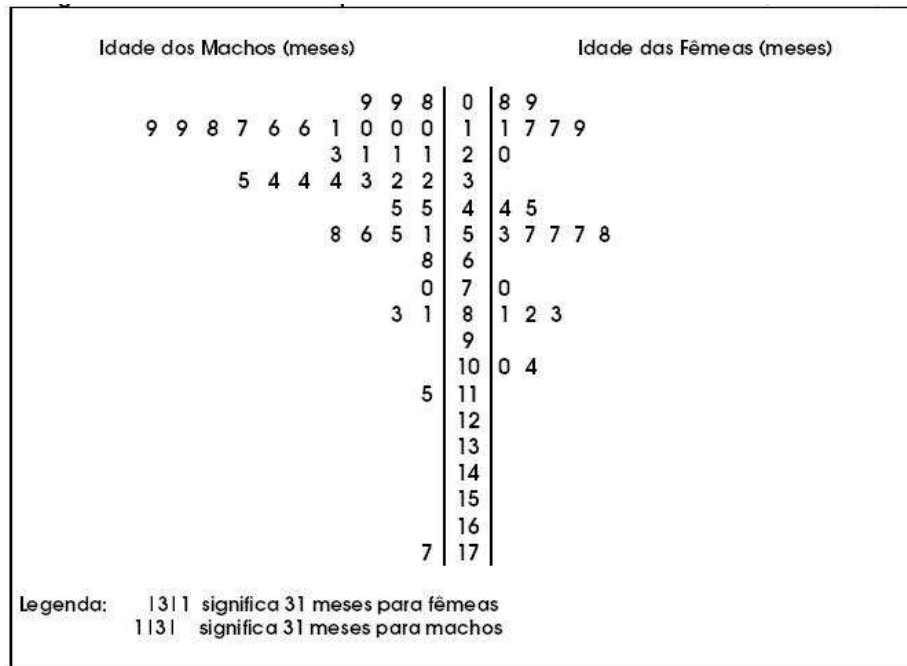 Idade dos Machos (meses) Idade das Fêmeas (meses)
9 9 8 | 0 | 8 9
9 9 8 7 6 6 1 0 0 0 | 1 | 1 7 7 9
3 1 1 1 | 2 | 0
5 4 4 4 3 2 2 | 3 |
5 5 | 4 | 4 5
8 6 5 1 | 5 | 3 7 7 7 8
8 | 6 |
0 | 7 | 0
3 1 | 8 | 1 2 3
9
10 | 0 4
5 | 11 |
12
13
14
15
16
7 | 17 |
Legenda: |3|1 significa 31 meses para fêmeas
1|3| significa 31 meses para machos